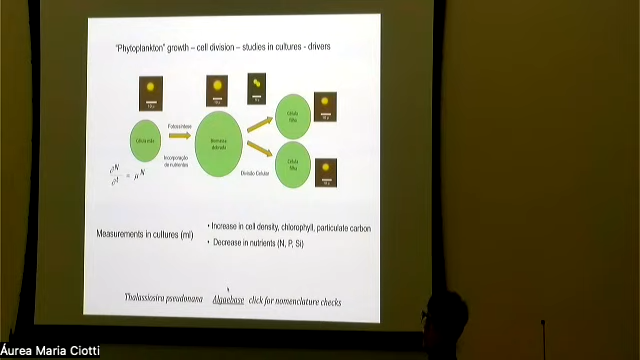 "Phytoplankton" growth – cell division – studies in cultures - drivers
Fotossíntese
Célula mãe
Incorporação
de nutrientes
Biomassa
dobrada
Célula
filha
Célula
filha
Divisão Celular
∂N
∂t = μN
Measurements in cultures (ml)
• Increase in cell density, chlorophyll, particulate carbon
• Decrease in nutrients (N, P, Si)
Thalassiosira pseudonana Algaebase click for nomenclature checks
Áurea Maria Ciotti